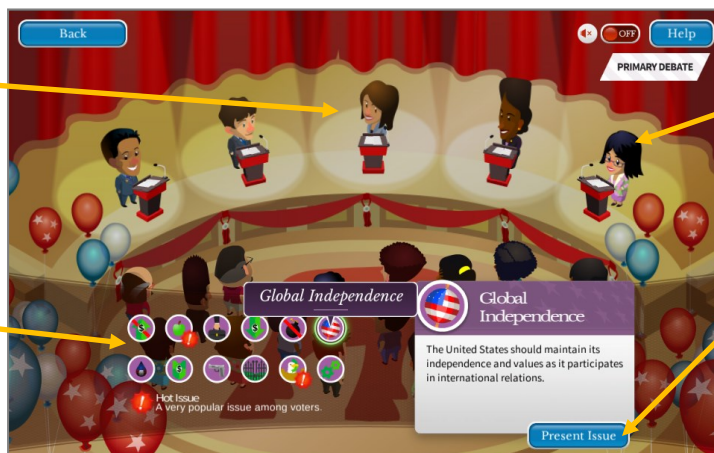 Back
OFF
Help
PRIMARY DEBATE
Global Independence
Global
Independence
The United States should maintain its
independence and values as it participates
in international relations.
Hot Issue
A very popular issue among voters.
Present Issue